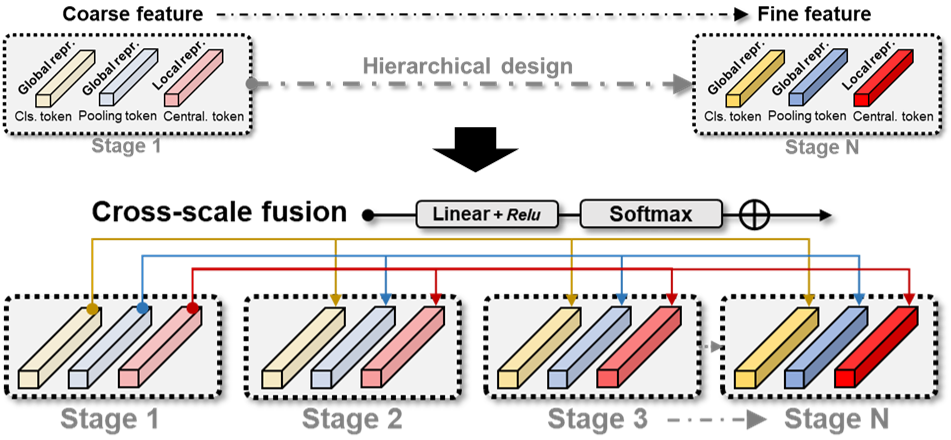 Coarse feature
Fine feature
Global repr.
Global repr.
Local repr.
Cls. token
Pooling token
Central. token
Stage 1
Hierarchical design
Global repr.
Global repr.
Local repr.
Cls. token
Pooling token
Central. token
Stage N
Cross-scale fusion
Linear + Relu
Softmax
Stage 1
Stage 2
Stage 3
Stage N